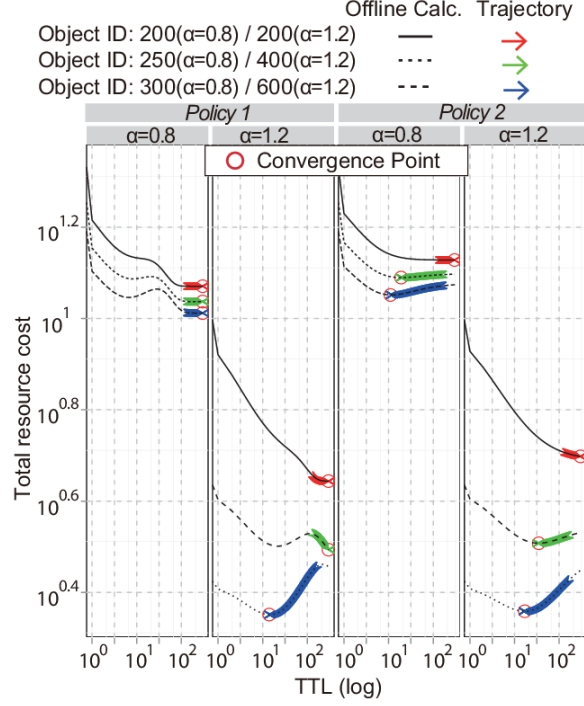 Offline Calc. Trajectory
Object ID: 200(α=0.8) / 200(α=1.2)
Object ID: 250(α=0.8) / 400(α=1.2)
Object ID: 300(α=0.8) / 600(α=1.2)
Policy 1 Policy 2
α=0.8 α=1.2 α=0.8 α=1.2
Convergence Point
10^1.2
10^1
10^0.8
10^0.6
10^0.4
Total resource cost
10^0 10^1 10^2 10^0 10^1 10^2 10^0 10^1 10^2 10^0 10^1 10^2
TTL (log)